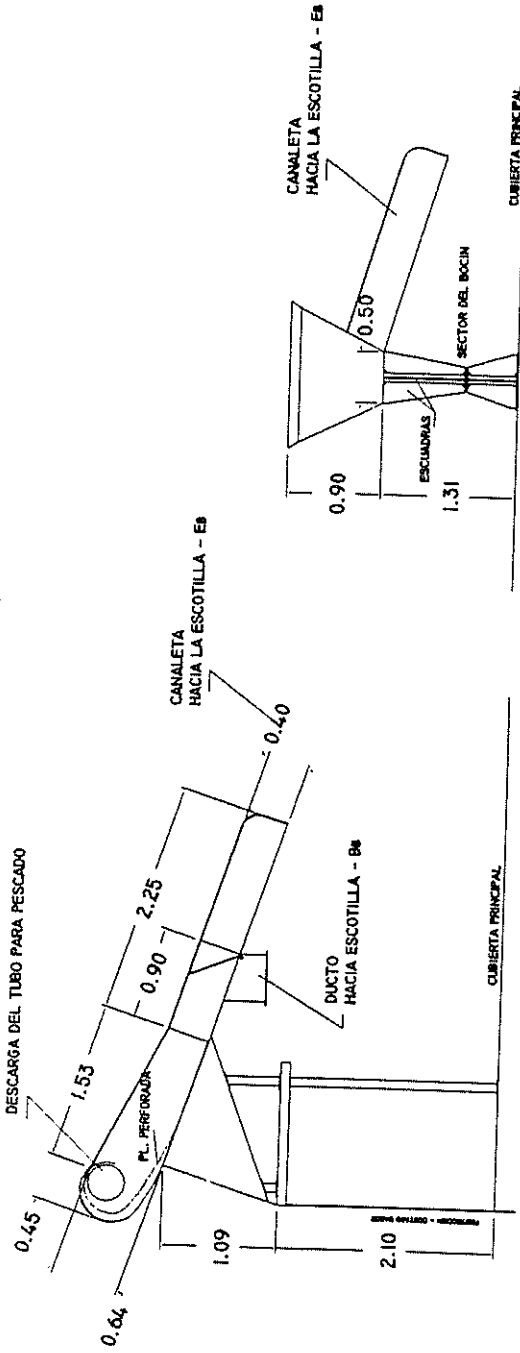 DESCARGA DEL TUBO PARA PESCADO
0.45
1.53
0.64
PL. PERFORADA
0.90
2.25
0.40
CANALETA
HACIA LA ESCOTILLA - EB
1.09
DUCTO
HACIA ESCOTILLA - BB
2.10
CUBIERTA PRINCIPAL
CANALETA
HACIA LA ESCOTILLA - EB
0.90
0.50
ESCUADRAS
SECTOR DEL BOCIN
1.31
CUBIERTA PRINCIPAL